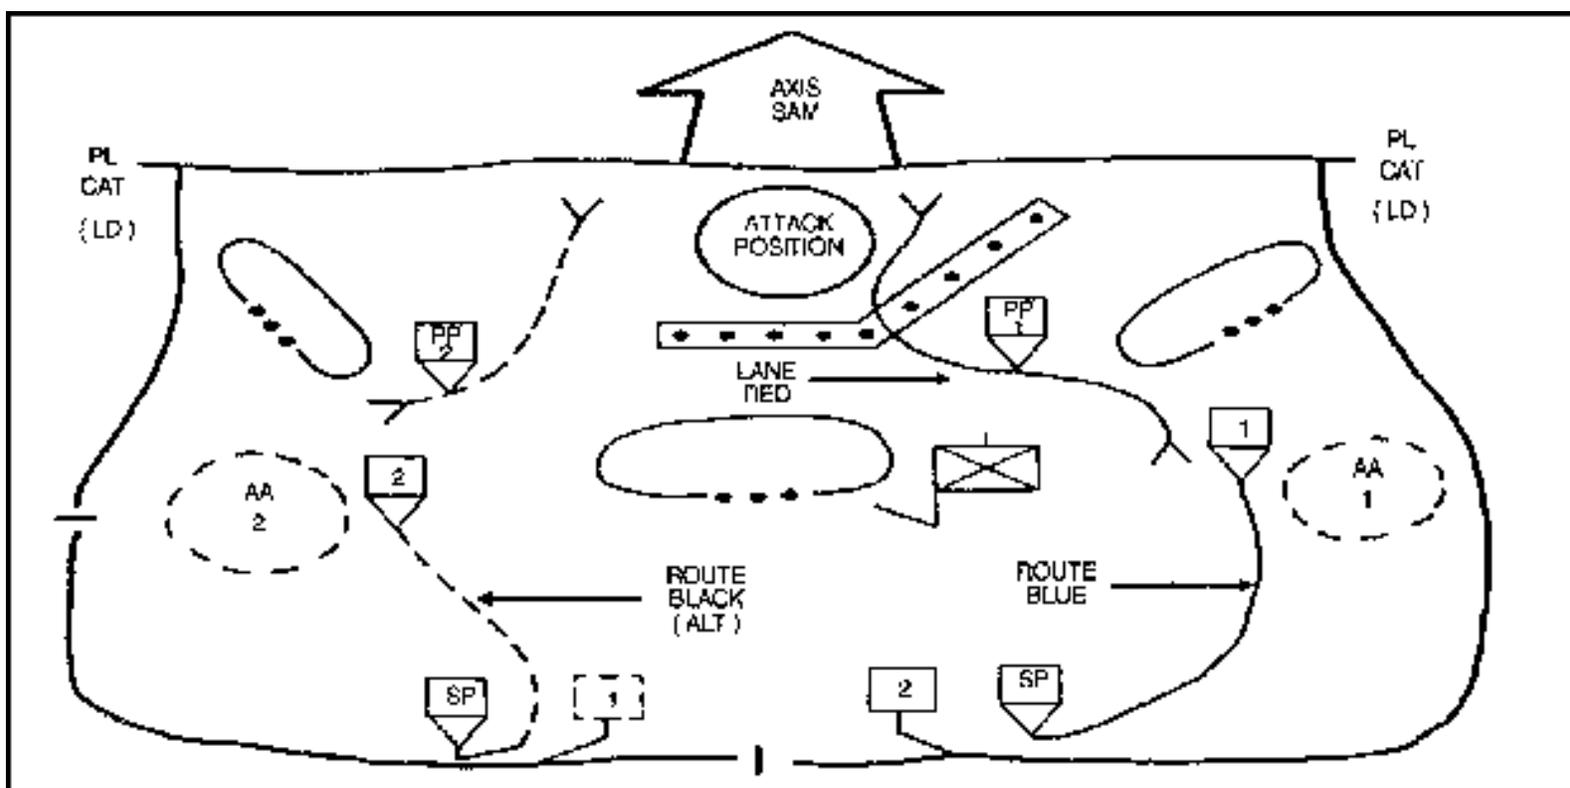 AXIS
SAM
PL
CAT
(LD)
PL
CAT
(LD)
ATTACK
POSITION
PP
2
PP
1
LANE
RED
1
2
AA
2
AA
1
ROUTE
BLACK
(ALT)
ROUTE
BLUE
SP
1
2
SP